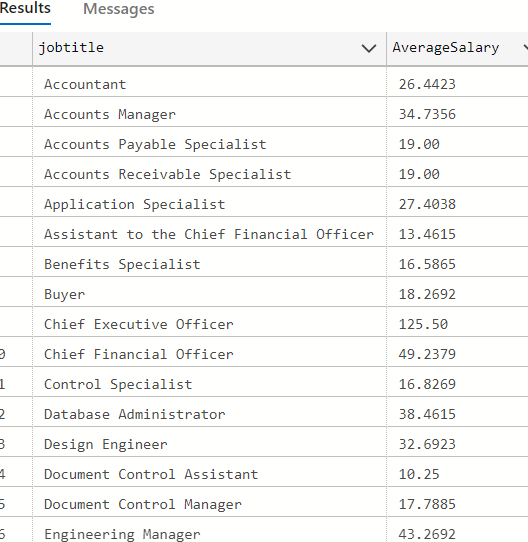 Results Messages
jobtitle AverageSalary
Accountant 26.4423
Accounts Manager 34.7356
Accounts Payable Specialist 19.00
Accounts Receivable Specialist 19.00
Application Specialist 27.4038
Assistant to the Chief Financial Officer 13.4615
Benefits Specialist 16.5865
Buyer 18.2692
Chief Executive Officer 125.50
0 Chief Financial Officer 49.2379
1 Control Specialist 16.8269
2 Database Administrator 38.4615
3 Design Engineer 32.6923
4 Document Control Assistant 10.25
5 Document Control Manager 17.7885
6 Engineering Manager 43.2692